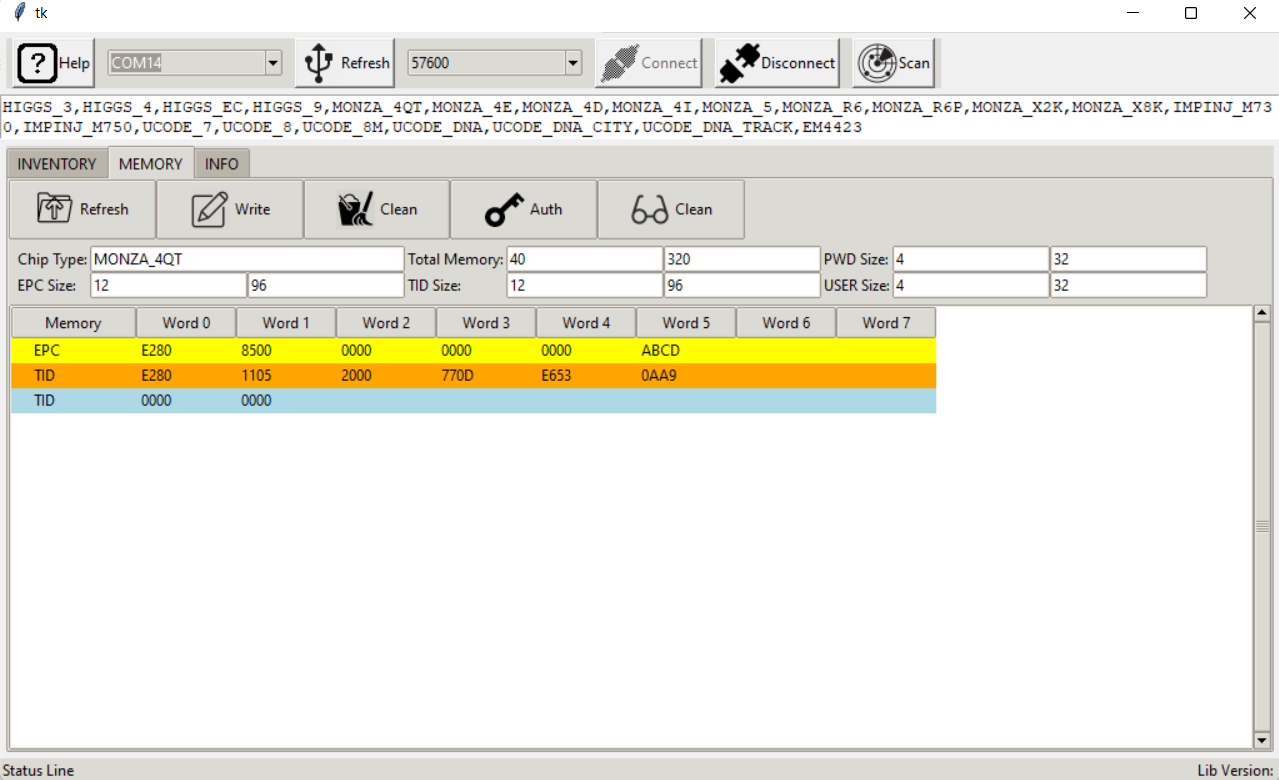 tk
? Help COM14 Refresh 57600 Connect Disconnect Scan
HIGGS_3,HIGGS_4,HIGGS_EC,HIGGS_9,MONZA_4QT,MONZA_4E,MONZA_4D,MONZA_4I,MONZA_5,MONZA_R6,MONZA_R6P,MONZA_X2K,MONZA_X8K,IMPINJ_M73
0,IMPINJ_M750,UCODE_7,UCODE_8,UCODE_8M,UCODE_DNA,UCODE_DNA_CITY,UCODE_DNA_TRACK,EM4423
INVENTORY MEMORY INFO
Refresh Write Clean Auth Clean
Chip Type: MONZA_4QT Total Memory: 40 320 PWD Size: 4 32
EPC Size: 12 96 TID Size: 12 96 USER Size: 4 32
Memory Word 0 Word 1 Word 2 Word 3 Word 4 Word 5 Word 6 Word 7
EPC E280 8500 0000 0000 0000 ABCD
TID E280 1105 2000 770D E653 0AA9
TID 0000 0000
Status Line Lib Version: